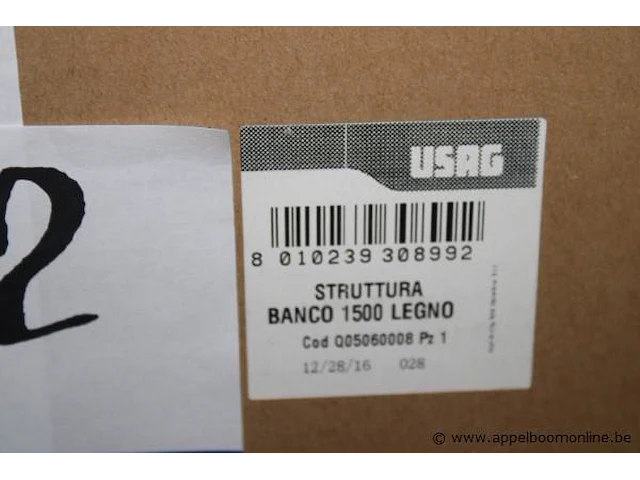 2
USAG
8 010239 308992
STRUTTURA
BANCO 1500 LEGNO
Cod Q05060008 Pz 1
12/28/16 028
© www.appelboomonline.be